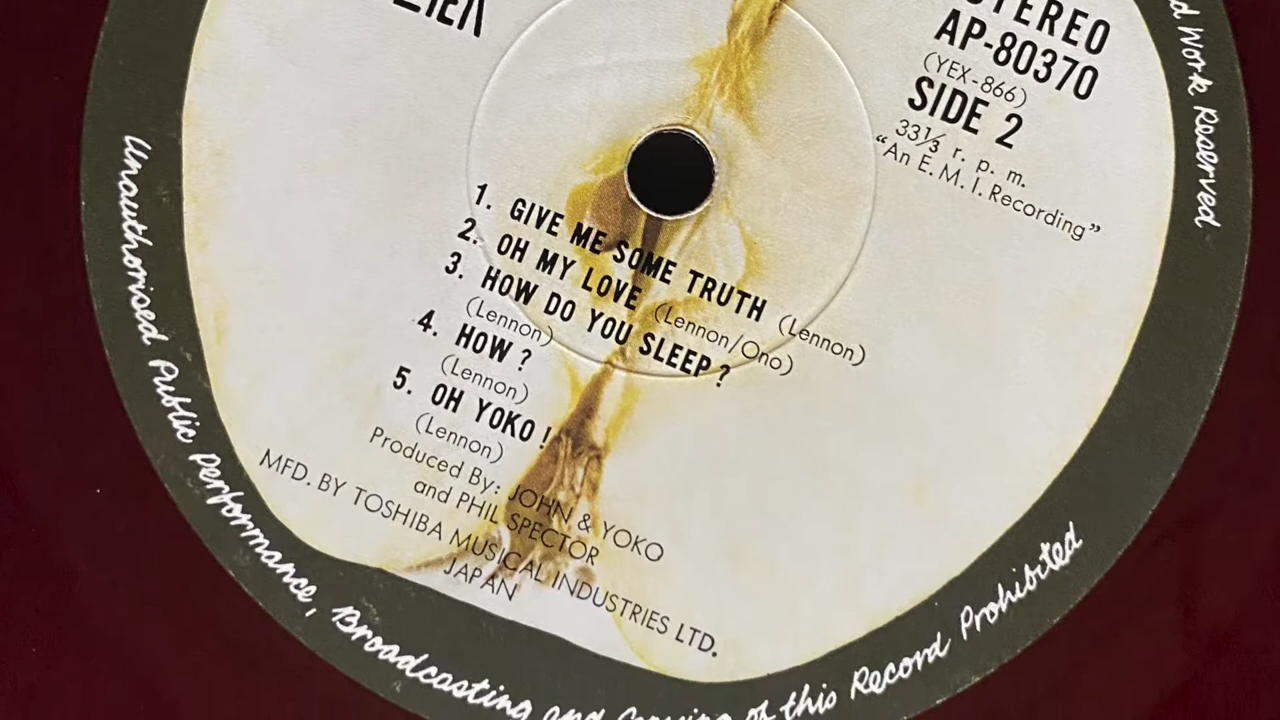 STEREO
AP-80370
(YEX-866)
SIDE 2
33⅓ r. p. m.
“An E. M. I. Recording”
1. GIVE ME SOME TRUTH (Lennon)
2. OH MY LOVE (Lennon/Ono)
3. HOW DO YOU SLEEP?
(Lennon)
4. HOW?
(Lennon)
5. OH YOKO!
(Lennon)
Produced By: JOHN & YOKO
and PHIL SPECTOR
MFD. BY TOSHIBA MUSICAL INDUSTRIES LTD.
JAPAN
Work Reserved
Unauthorised Public Performance, Broadcasting and Copying of this Record Prohibited